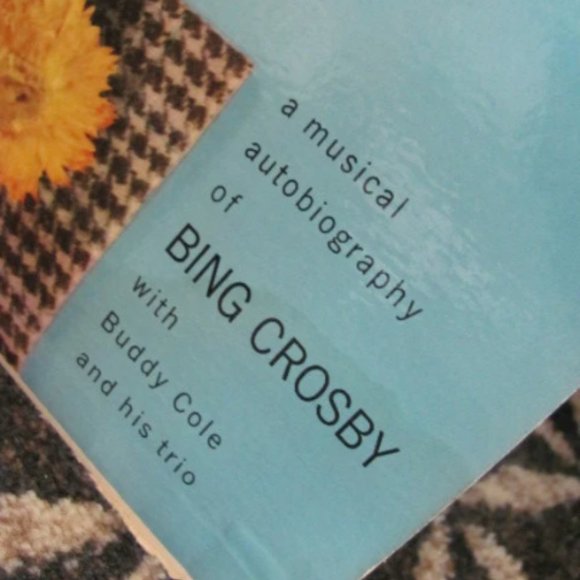 a musical
autobiography
of
BING CROSBY
with
Buddy Cole
and his trio